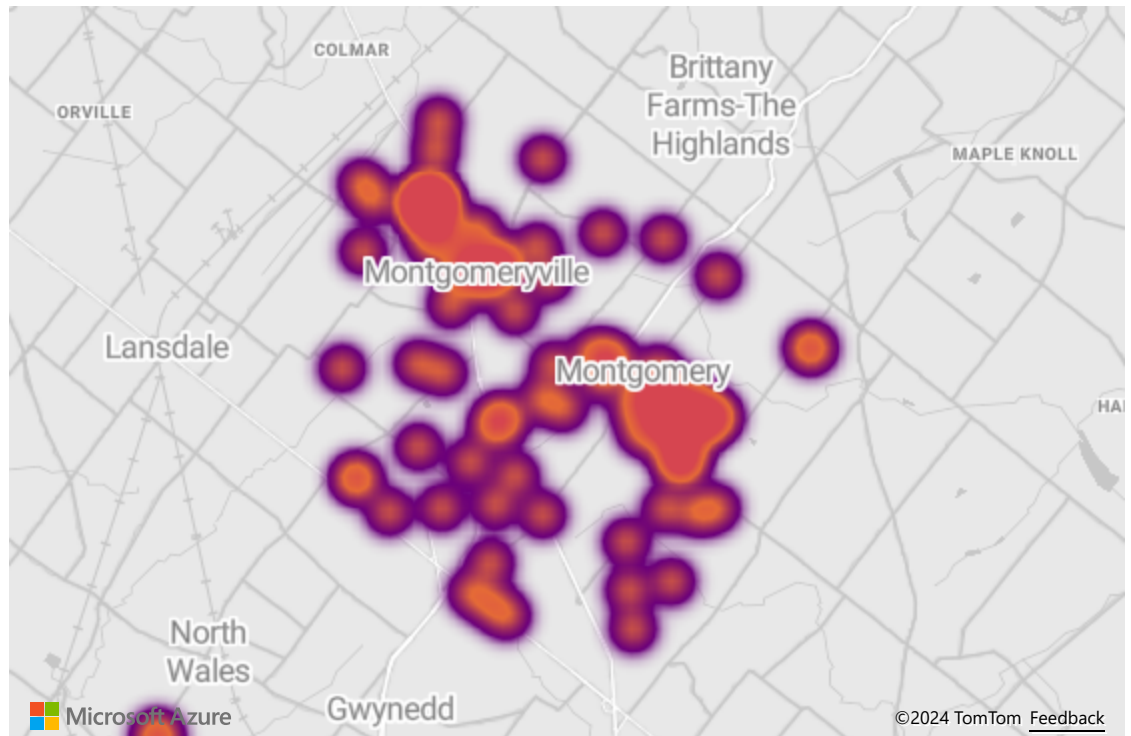 COLMAR
Brittany
Farms-The
Highlands
ORVILLE
MAPLE KNOLL
Montgomeryville
Lansdale
Montgomery
HA
North
Wales
Gwynedd
Microsoft Azure
©2024 TomTom Feedback